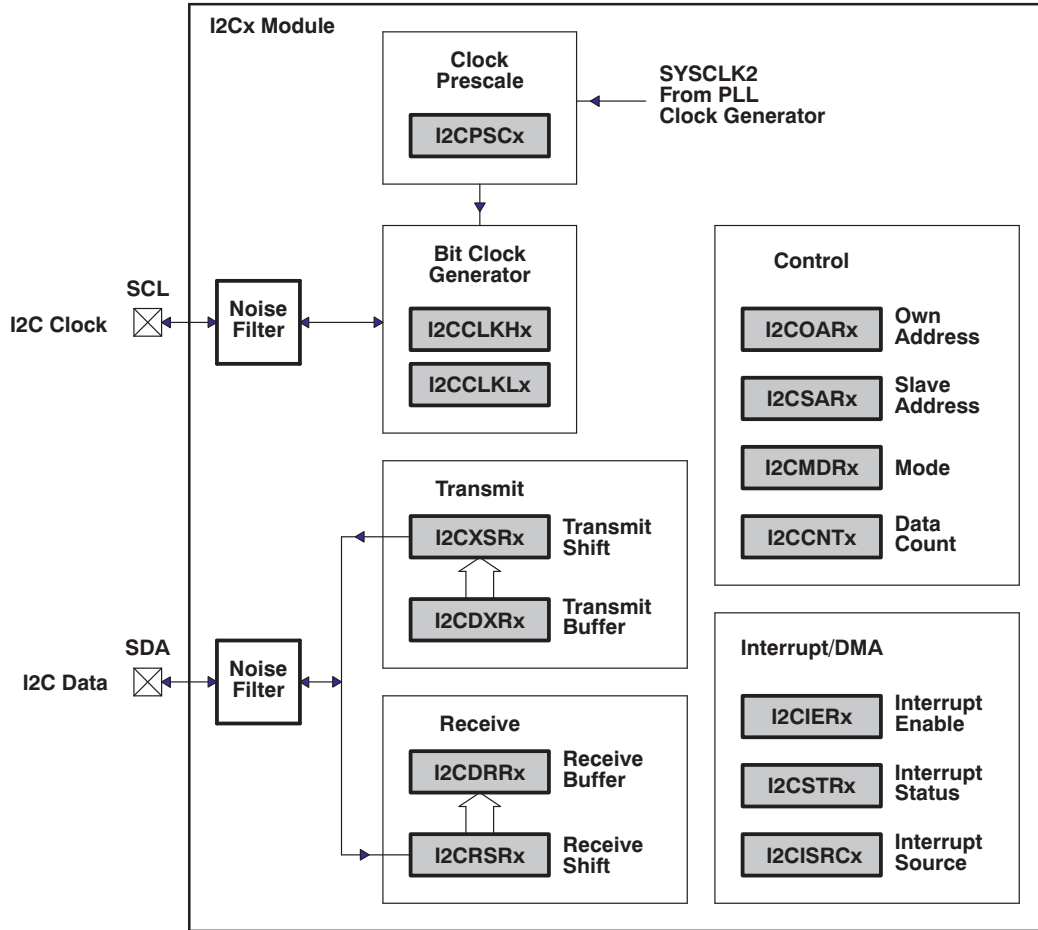 I2Cx Module
Clock
Prescale
I2CPSCx
SYSCLK2
From PLL
Clock Generator
Bit Clock
Generator
I2CCLKHx
I2CCLKLx
SCL
I2C Clock
Noise
Filter
Control
I2COARx
Own
Address
I2CSARx
Slave
Address
I2CMDRx
Mode
I2CCNTx
Data
Count
Transmit
I2CXSRx
Transmit
Shift
I2CDXRx
Transmit
Buffer
SDA
I2C Data
Noise
Filter
Interrupt/DMA
I2CIERx
Interrupt
Enable
I2CSTRx
Interrupt
Status
I2CISRCx
Interrupt
Source
Receive
I2CDRRx
Receive
Buffer
I2CRSRx
Receive
Shift